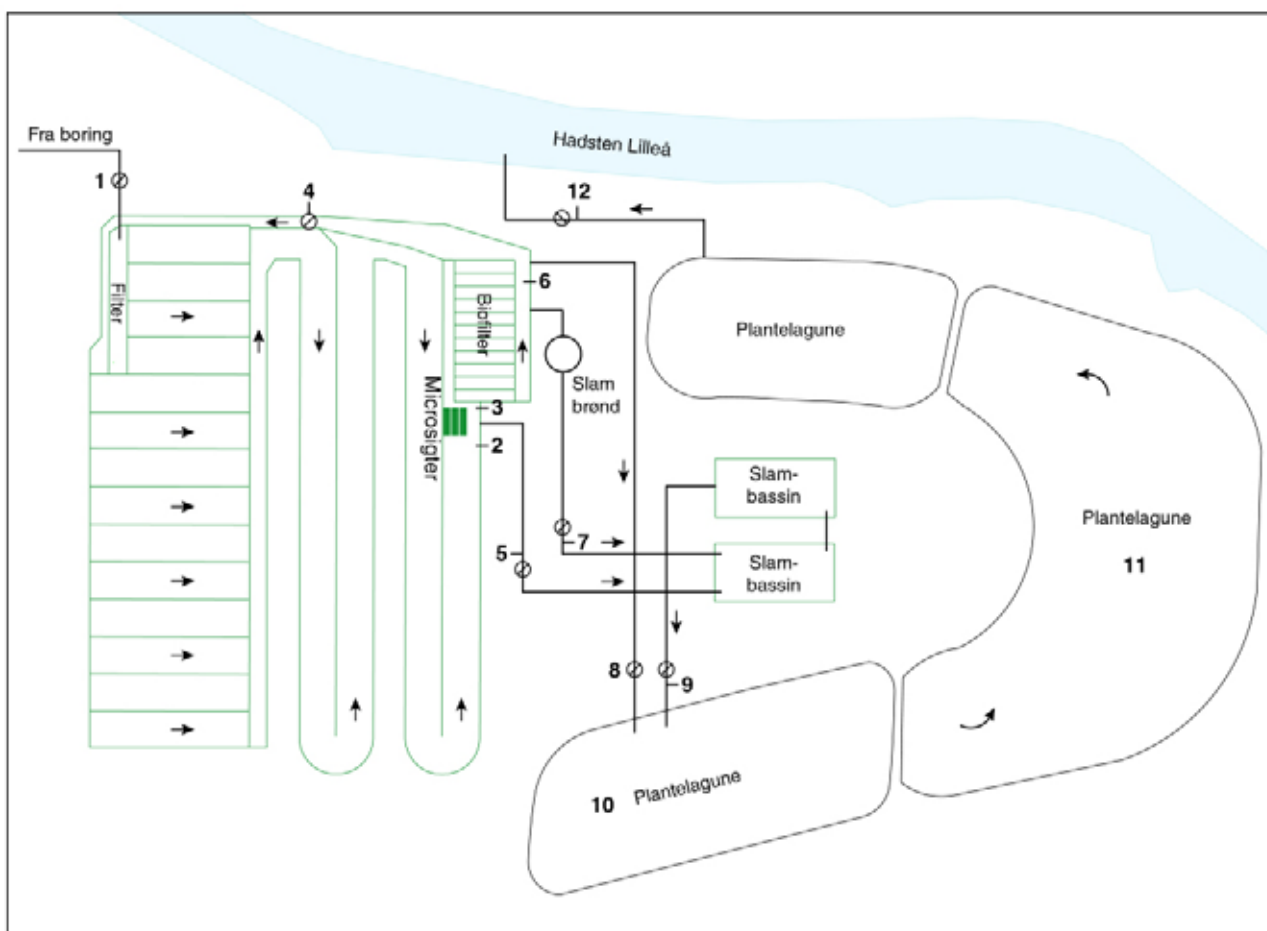 Hadsten Lilleå
Fra boring
1
4
12
Filter
6
Biofilter
Plantelagune
Slam
brønd
Microsigter
3
2
Slam-
bassin
Plantelagune
11
5
7
Slam-
bassin
8
9
10
Plantelagune